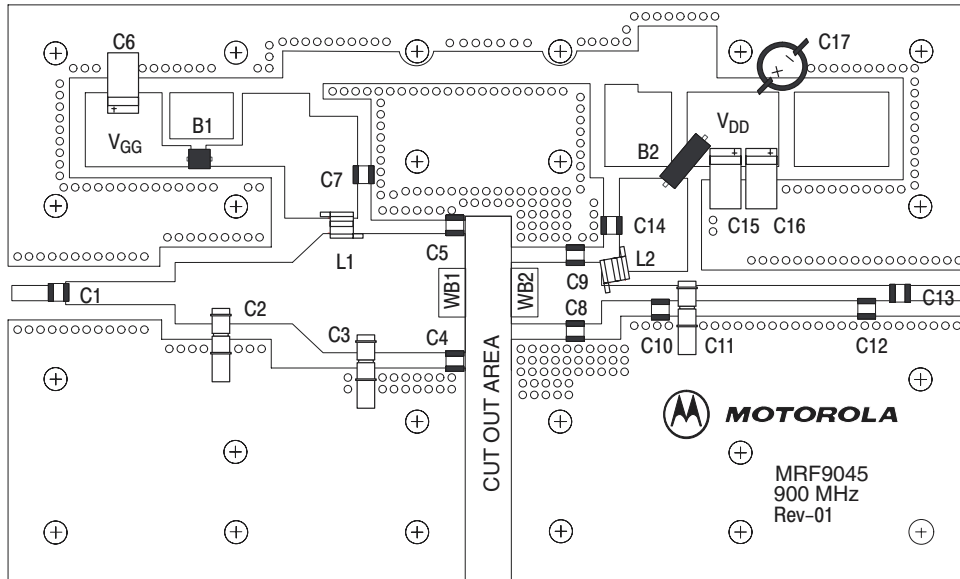 C6
C17
B1
VGG
VDD
B2
C7
C15
C16
C14
C5
L1
C9
L2
WB1
WB2
C1
C13
C2
C3
C4
C8
C10
C11
C12
CUT OUT AREA
MOTOROLA
MRF9045
900 MHz
Rev-01